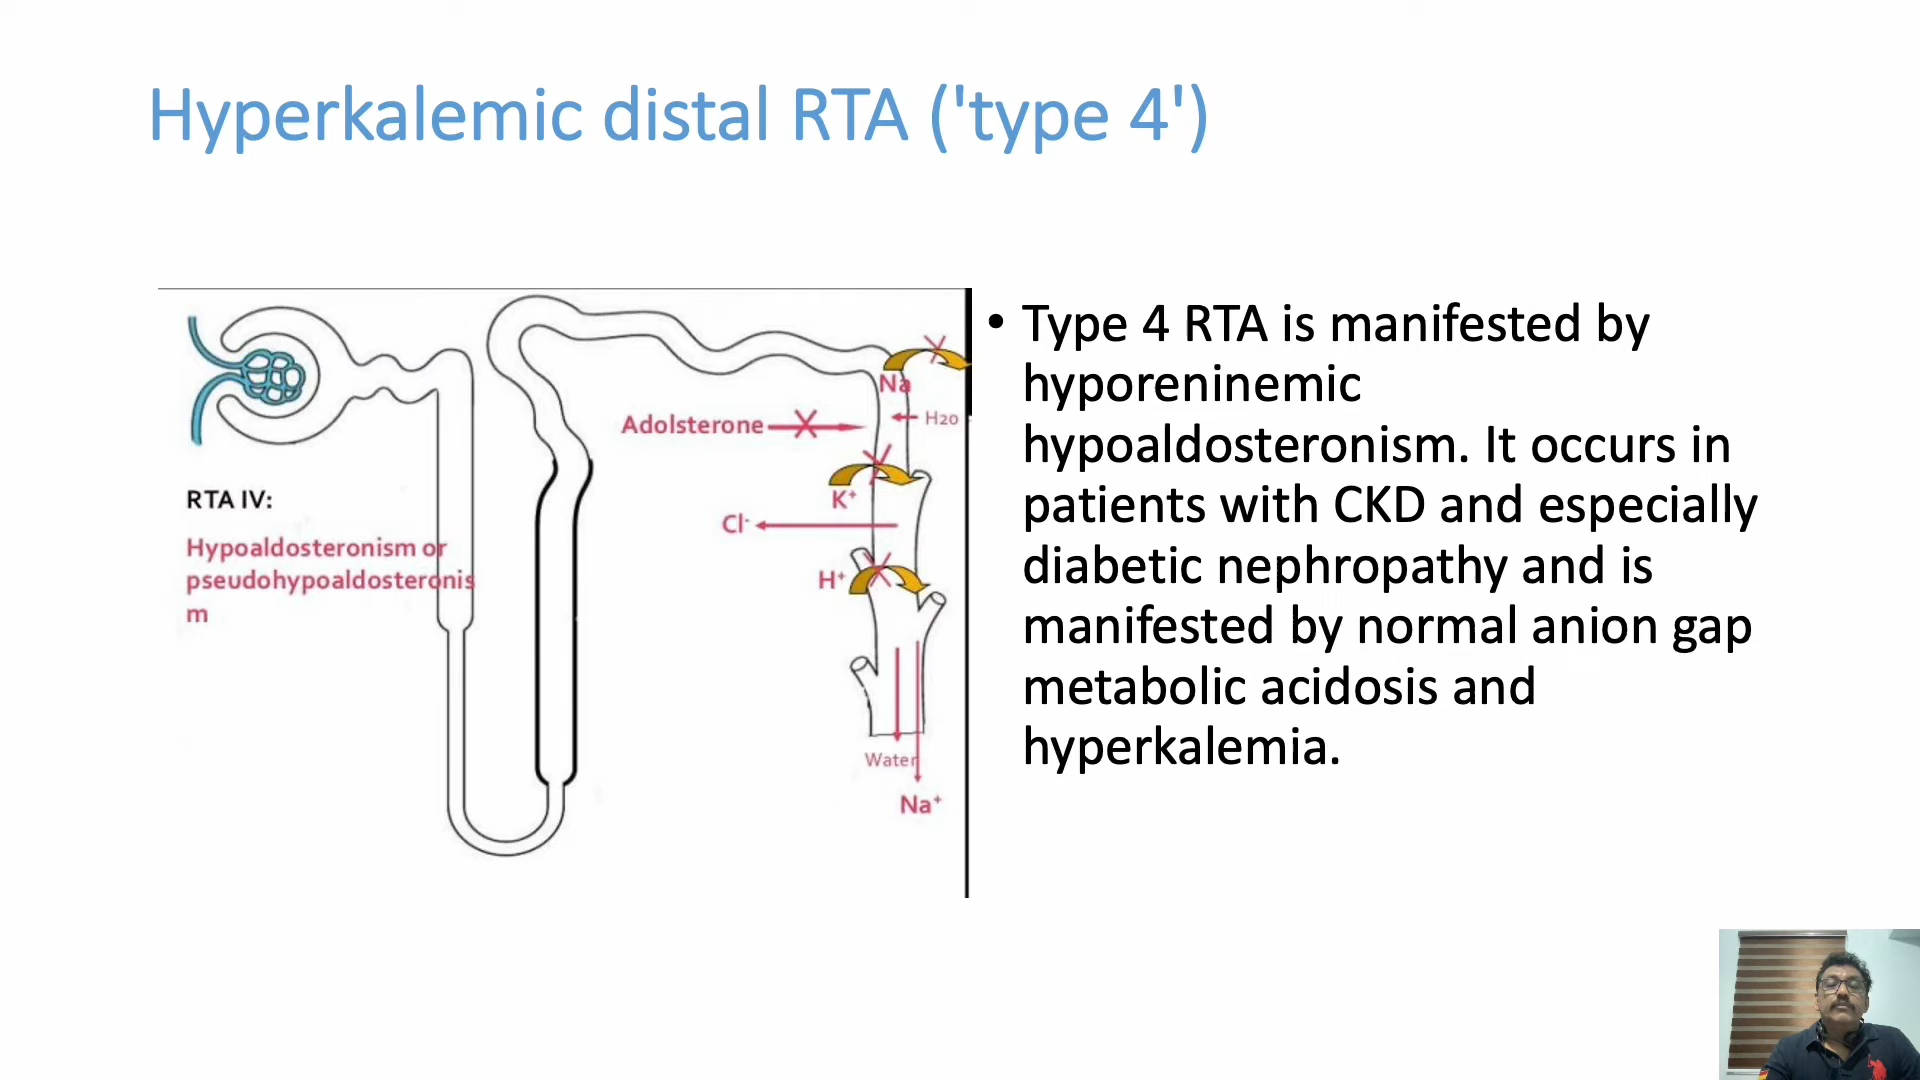 Hyperkalemic distal RTA ('type 4')
Na
H20
Adolsterone
K⁺
Cl⁻
H⁺
Water
Na⁺
RTA IV:
Hypoaldosteronism or
pseudohypoaldosteronis
m
• Type 4 RTA is manifested by
hyporeninemic
hypoaldosteronism. It occurs in
patients with CKD and especially
diabetic nephropathy and is
manifested by normal anion gap
metabolic acidosis and
hyperkalemia.